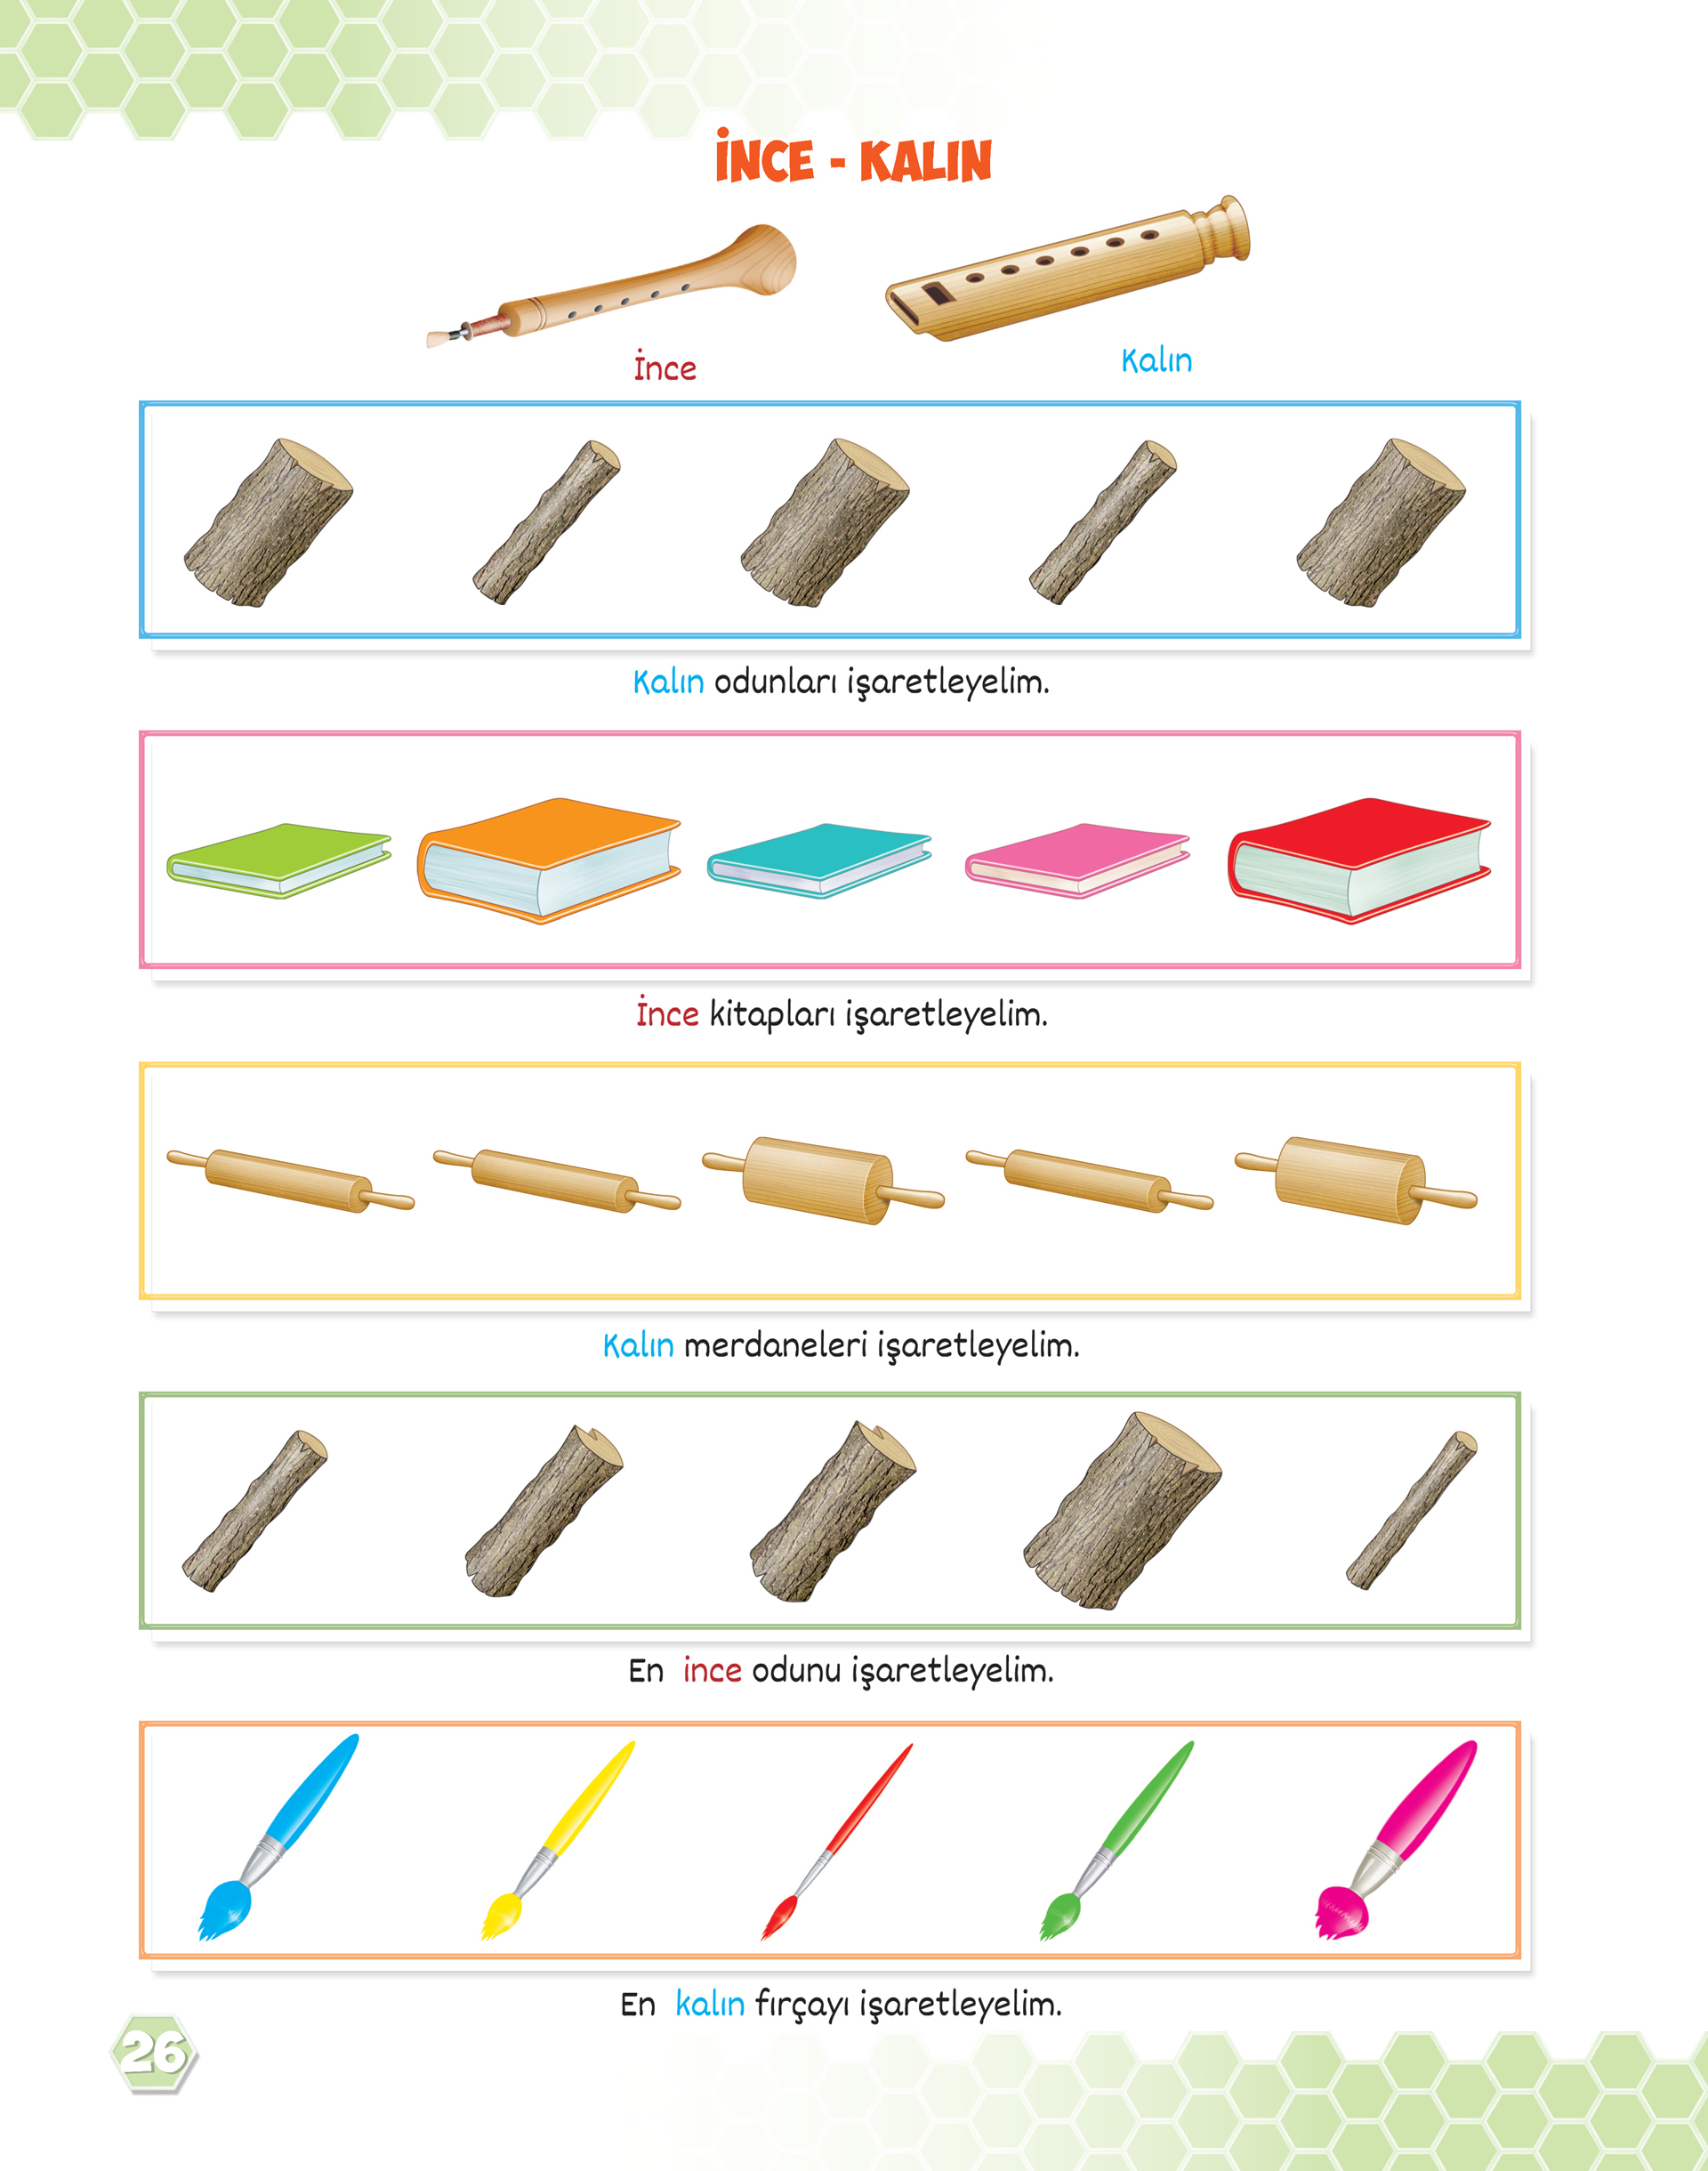 İNCE - KALIN
İnce
Kalın
Kalın odunları işaretleyelim.
İnce kitapları işaretleyelim.
Kalın merdaneleri işaretleyelim.
En ince odunu işaretleyelim.
En kalın fırçayı işaretleyelim.
26